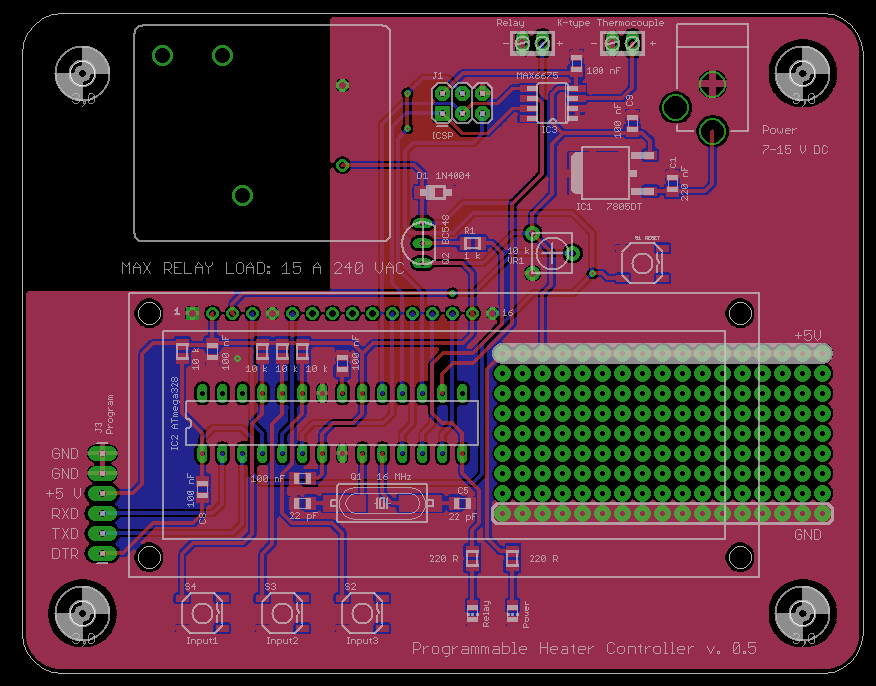 Relay
K-type Thermocouple
- +
- +
J1
MAX6675
100 nF
3,0
3,0
C9
100 nF
ICSP
IC3
Power
7-15 V DC
D1 1N4004
C1
220 nF
IC1 7805DT
Q2 BC548
R1
1 k
10 k
VR1
S1 RESET
MAX RELAY LOAD: 15 A 240 VAC
1
16
+5V
10 k
100 nF
10 k
10 k
100 nF
IC2 ATmega328
J3
Program
GND
GND
+5 V
RXD
TXD
DTR
100 nF
C8
100 nF
Q1 16 MHz
22 pF
C5
22 pF
GND
220 R
220 R
S4
S3
S2
Relay
Power
3,0
3,0
Input1
Input2
Input3
Programmable Heater Controller v. 0.5